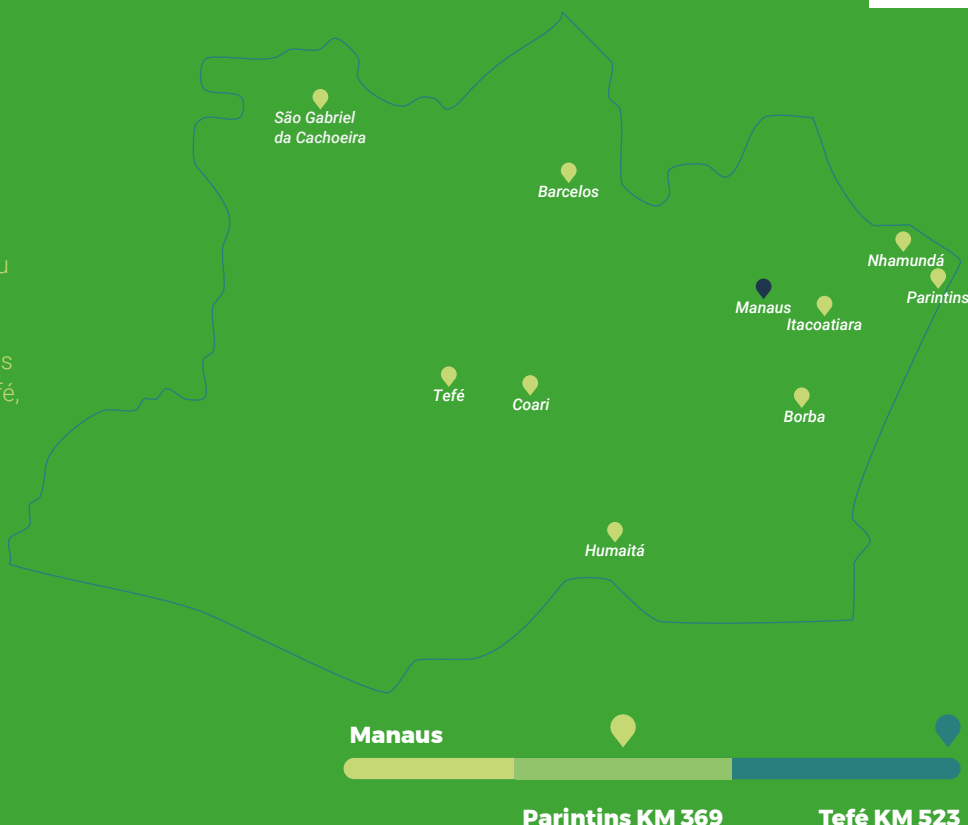 São Gabriel
da Cachoeira
Barcelos
Nhamundá
Parintins
Manaus
Itacoatiara
Tefé
Coari
Borba
Humaitá
Manaus
Parintins KM 369
Tefé KM 523